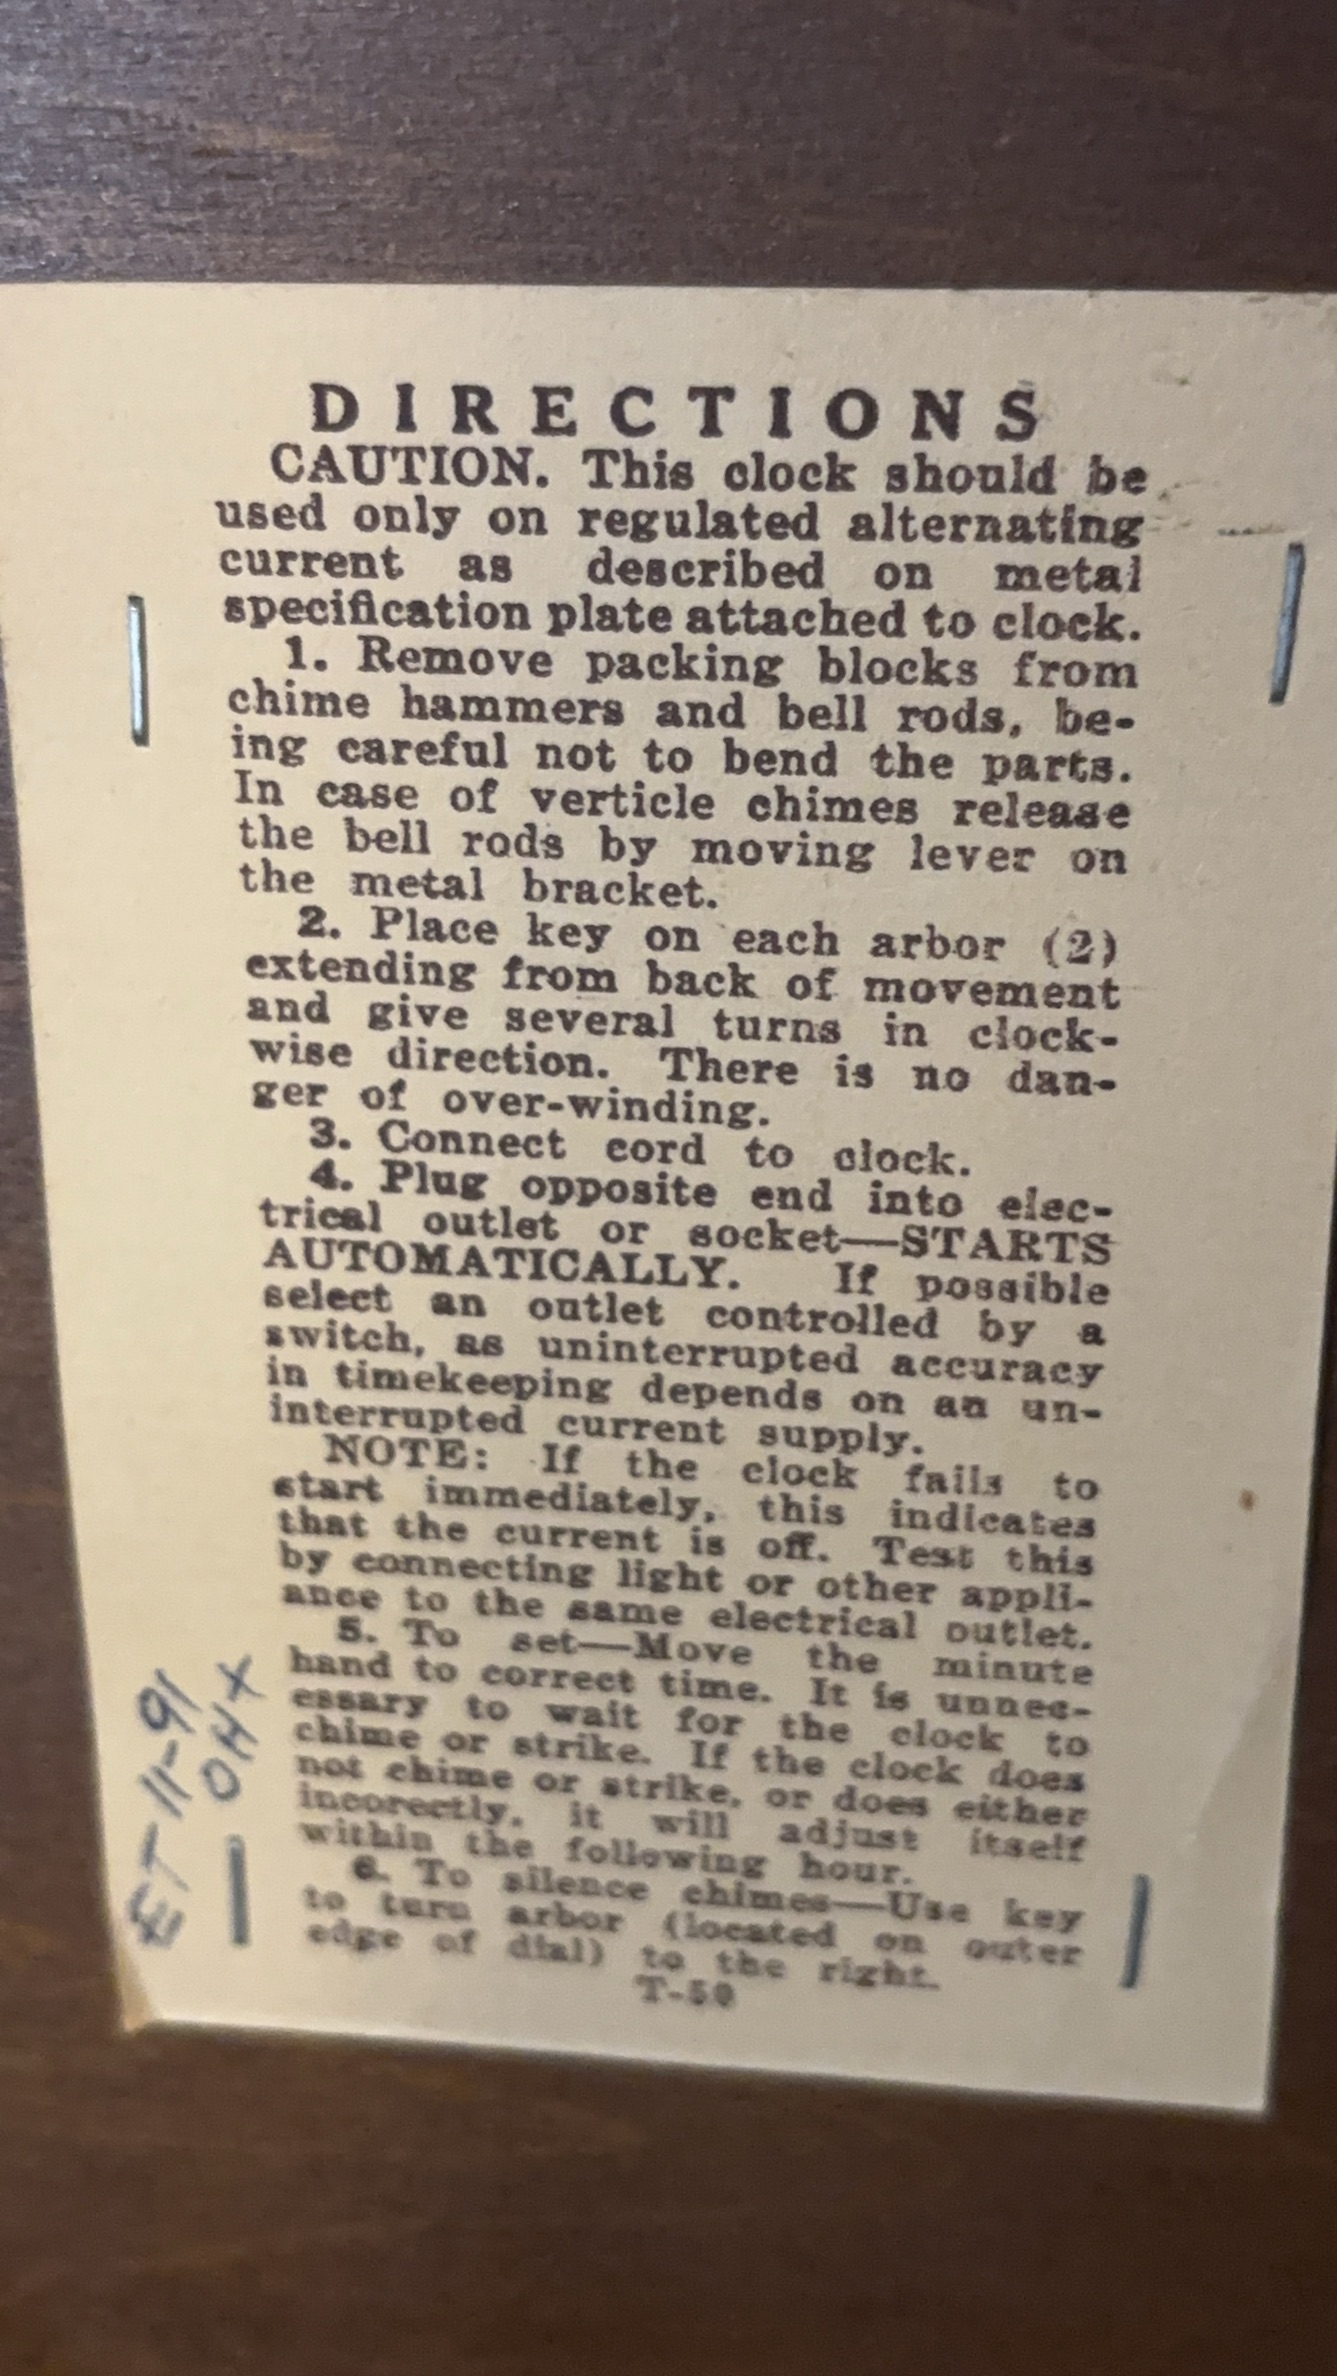 DIRECTIONS
CAUTION. This clock should be
used only on regulated alternating
current as described on metal
specification plate attached to clock.
1. Remove packing blocks from
chime hammers and bell rods, be-
ing careful not to bend the parts.
In case of verticle chimes release
the bell rods by moving lever on
the metal bracket.
2. Place key on each arbor (2)
extending from back of movement
and give several turns in clock-
wise direction. There is no dan-
ger of over-winding.
3. Connect cord to clock.
4. Plug opposite end into elec-
trical outlet or socket—STARTS
AUTOMATICALLY. If possible
select an outlet controlled by a
switch, as uninterrupted accuracy
in timekeeping depends on an un-
interrupted current supply.
NOTE: If the clock fails to
start immediately, this indicates
that the current is off. Test this
by connecting light or other appli-
ance to the same electrical outlet.
5. To set—Move the minute
hand to correct time. It is unnec-
essary to wait for the clock to
chime or strike. If the clock does
not chime or strike, or does either
incorectly, it will adjust itself
within the following hour.
6. To silence chimes—Use key
to turn arbor (located on outer
edge of dial) to the right.
T-50
ET-11-91